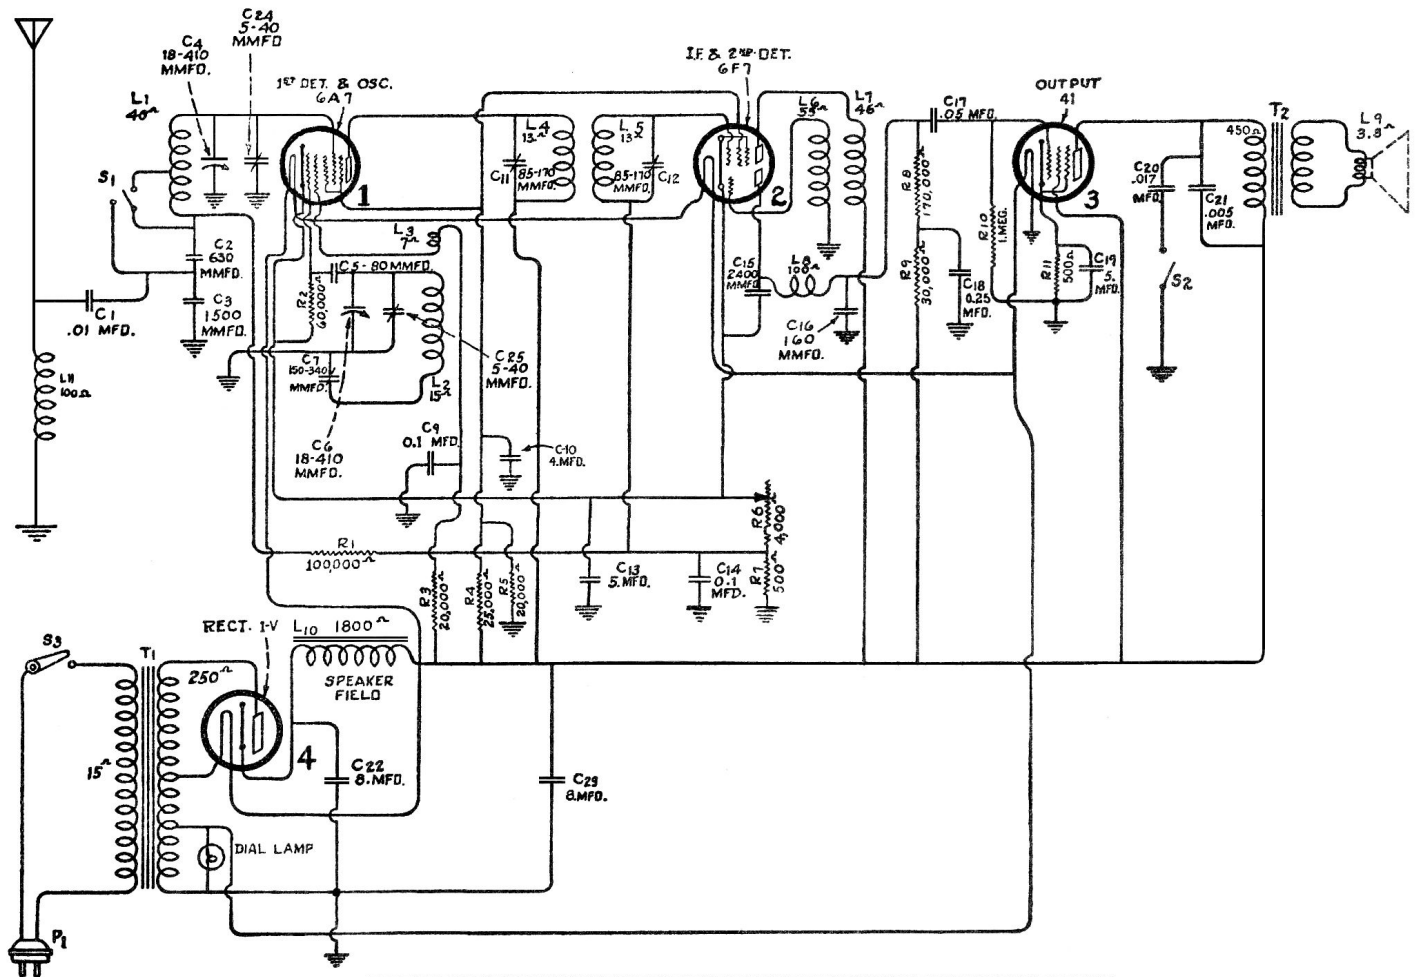 C24
5-40
MMFD
C4
18-410
MMFD.
L1
40Ω
1ST DET. & OSC.
6A7
I.F. & 2ND DET.
6F7
OUTPUT
41
S1
1
2
3
L4
13Ω
L5
13Ω
C11
85-170
MMFD.
85-170
MMFD.
C12
L6
55Ω
L7
46Ω
C17
.05 MFD.
T2
450Ω
L9
3.8Ω
C20
.017
MFD.
C21
.005
MFD.
S2
R8
170,000Ω
R10
1.MEG.
R9
30,000Ω
C18
0.25
MFD.
R11
500Ω
C19
5.
MFD.
C2
630
MMFD.
C3
1500
MMFD.
C1
.01 MFD.
L11
100Ω
L3
7Ω
C5-80 MMFD.
R2
60,000Ω
C7
150-340
MMFD.
C25
5-40
MMFD.
L2
15Ω
C6
18-410
MMFD.
C9
0.1 MFD.
C10
4.MFD.
C15
2400
MMFD.
L8
100Ω
C16
160
MMFD.
R1
100,000Ω
R3
20,000Ω
R4
25,000Ω
R5
20,000Ω
C13
5.MFD.
C14
0.1
MFD.
R6
4,000Ω
R7
500Ω
S3
T1
RECT. 1-V
L10 1800Ω
SPEAKER
FIELD
250Ω
15Ω
4
C22
8.MFD.
C23
8.MFD.
DIAL LAMP
P1